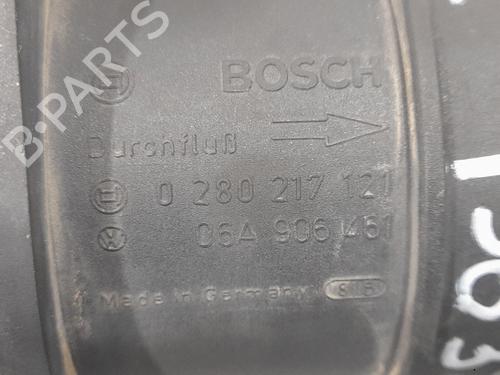 BOSCH
Durchfluß
0 280 217 121
06A 906 461
Made in Germany
B-PARTS